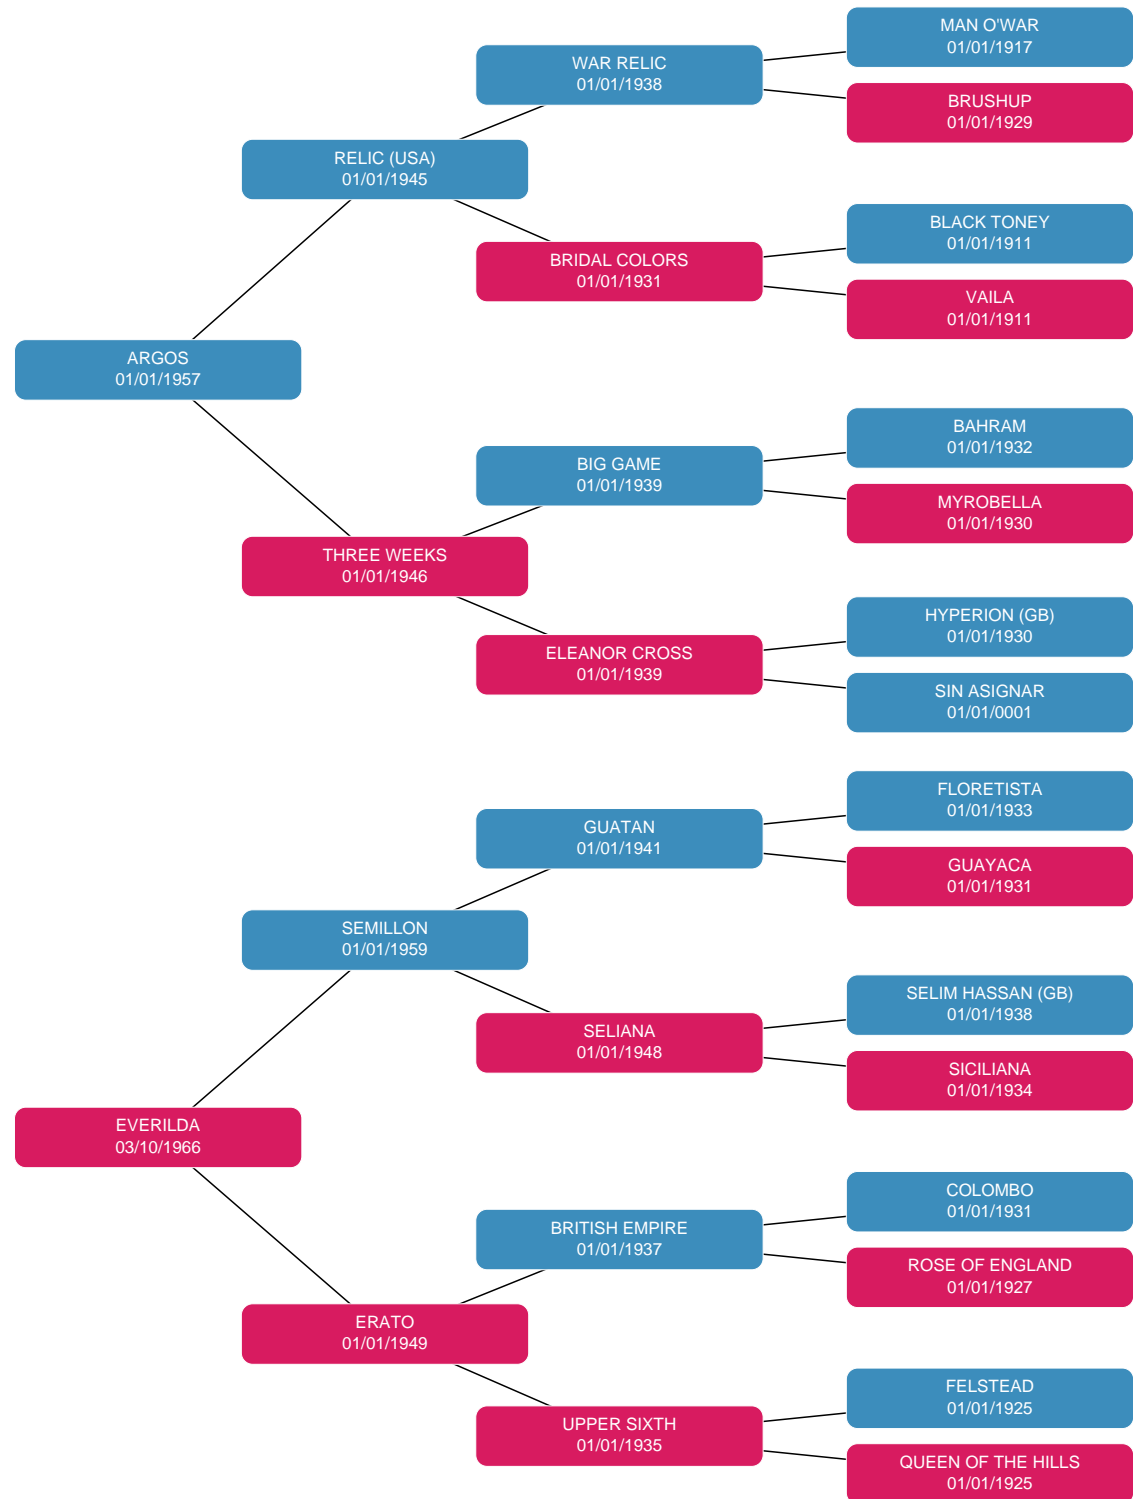 MAN O'WAR
01/01/1917
WAR RELIC
01/01/1938
BRUSHUP
01/01/1929
RELIC (USA)
01/01/1945
BLACK TONEY
01/01/1911
BRIDAL COLORS
01/01/1931
VAILA
01/01/1911
ARGOS
01/01/1957
BAHRAM
01/01/1932
BIG GAME
01/01/1939
MYROBELLA
01/01/1930
THREE WEEKS
01/01/1946
HYPERION (GB)
01/01/1930
ELEANOR CROSS
01/01/1939
SIN ASIGNAR
01/01/0001
FLORETISTA
01/01/1933
GUATAN
01/01/1941
GUAYACA
01/01/1931
SEMILLON
01/01/1959
SELIM HASSAN (GB)
01/01/1938
SELIANA
01/01/1948
SICILIANA
01/01/1934
EVERILDA
03/10/1966
COLOMBO
01/01/1931
BRITISH EMPIRE
01/01/1937
ROSE OF ENGLAND
01/01/1927
ERATO
01/01/1949
FELSTEAD
01/01/1925
UPPER SIXTH
01/01/1935
QUEEN OF THE HILLS
01/01/1925